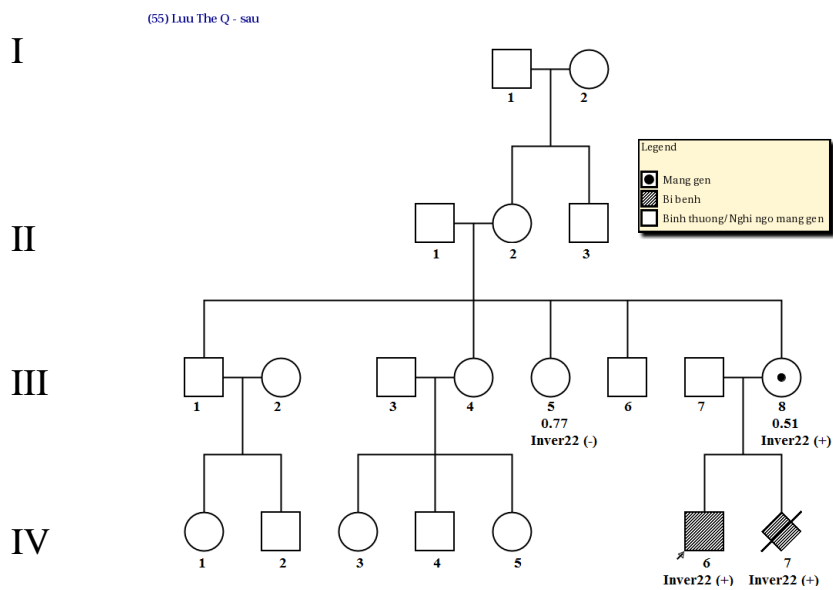 (55) Luu The Q - sau
I
1 2
Legend
Mang gen
Bi benh
Binh thuong/ Nghi ngo mang gen
II
1 2 3
III
1 2 3 4 5 6 7 8
0.77 0.51
Inver22 (-) Inver22 (+)
IV
1 2 3 4 5 6 7
Inver22 (+) Inver22 (+)